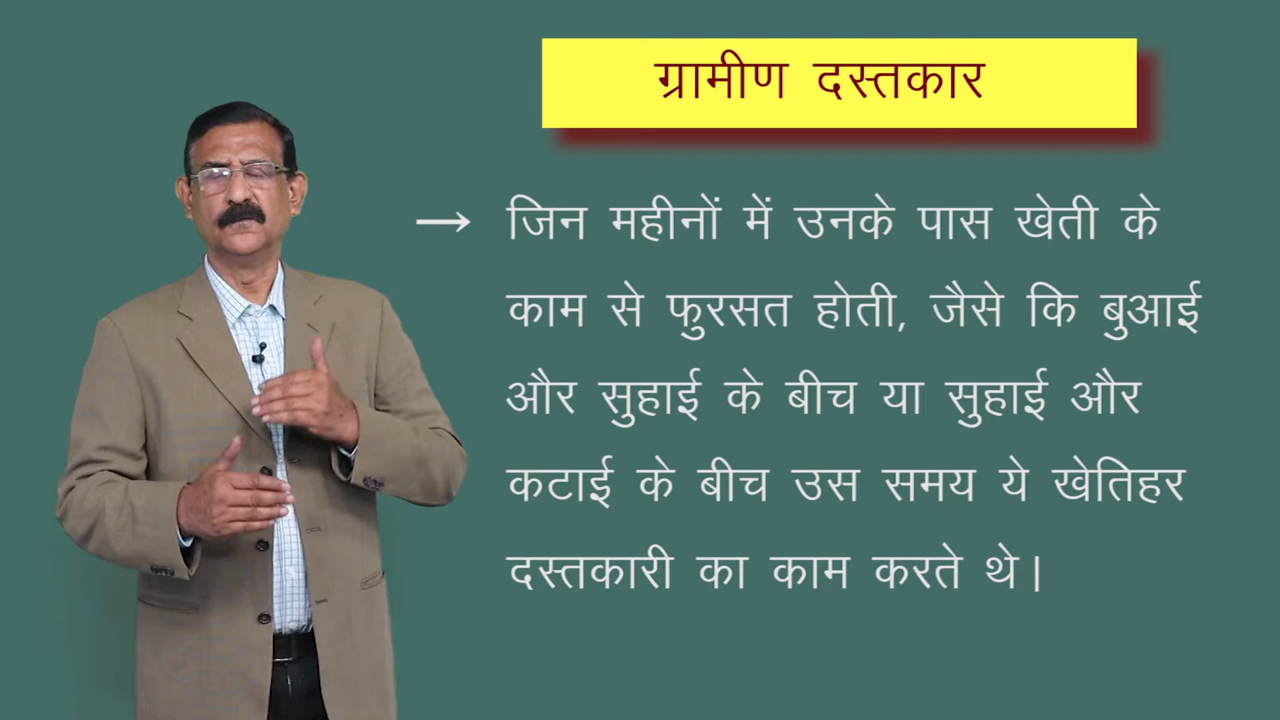 ग्रामीण दस्तकार
→ जिन महीनों में उनके पास खेती के
काम से फुरसत होती, जैसे कि बुआई
और सुहाई के बीच या सुहाई और
कटाई के बीच उस समय ये खेतिहर
दस्तकारी का काम करते थे।